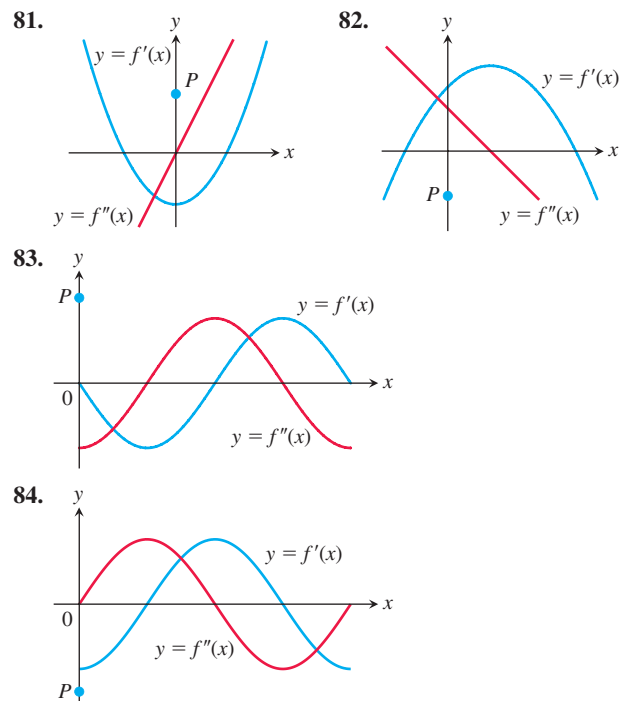 81.
y
y = f′(x)
P
x
y = f″(x)
82.
y
y = f′(x)
x
P
y = f″(x)
83.
y
P
y = f′(x)
x
0
y = f″(x)
84.
y
y = f′(x)
x
0
y = f″(x)
P